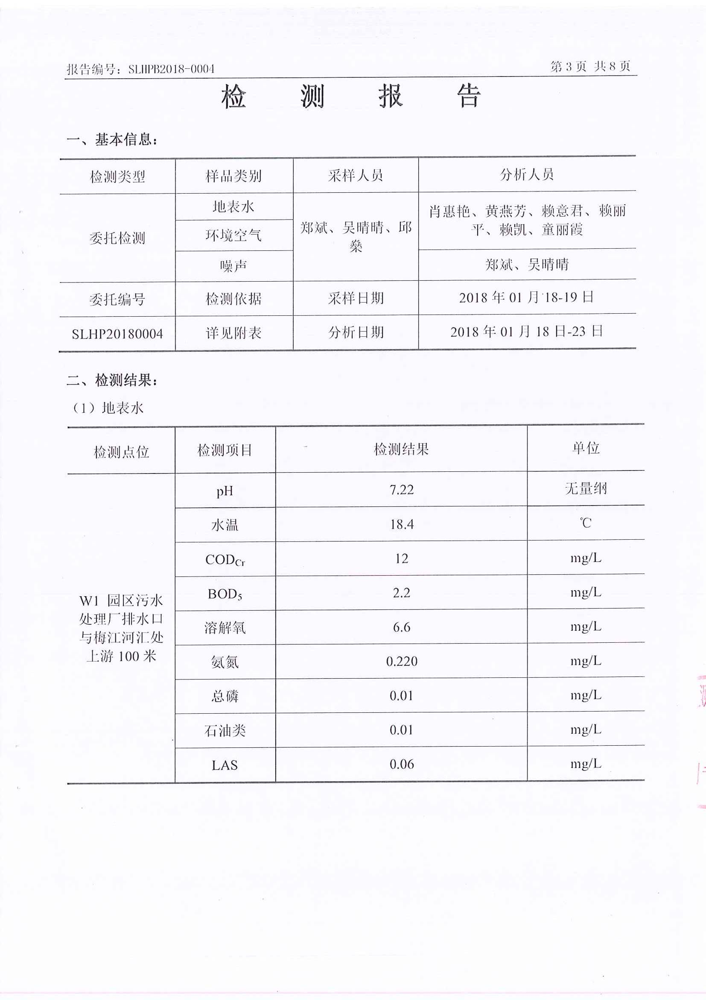 报告编号：SLHPB2018-0004 第 3 页 共 8 页
检 测 报 告
一、基本信息：
检测类型 样品类别 采样人员 分析人员
委托检测
地表水
环境空气
噪声
郑斌、吴晴晴、邱
燊
肖惠艳、黄燕芳、赖意君、赖丽
平、赖凯、童丽霞
郑斌、吴晴晴
委托编号 检测依据 采样日期 2018 年 01 月 18-19 日
SLHP20180004 详见附表 分析日期 2018 年 01 月 18 日-23 日
二、检测结果：
（1）地表水
检测点位 检测项目 检测结果 单位
W1 园区污水
处理厂排水口
与梅江河汇处
上游 100 米
pH 7.22 无量纲
水温 18.4 ℃
CODCr 12 mg/L
BOD5 2.2 mg/L
溶解氧 6.6 mg/L
氨氮 0.220 mg/L
总磷 0.01 mg/L
石油类 0.01 mg/L
LAS 0.06 mg/L